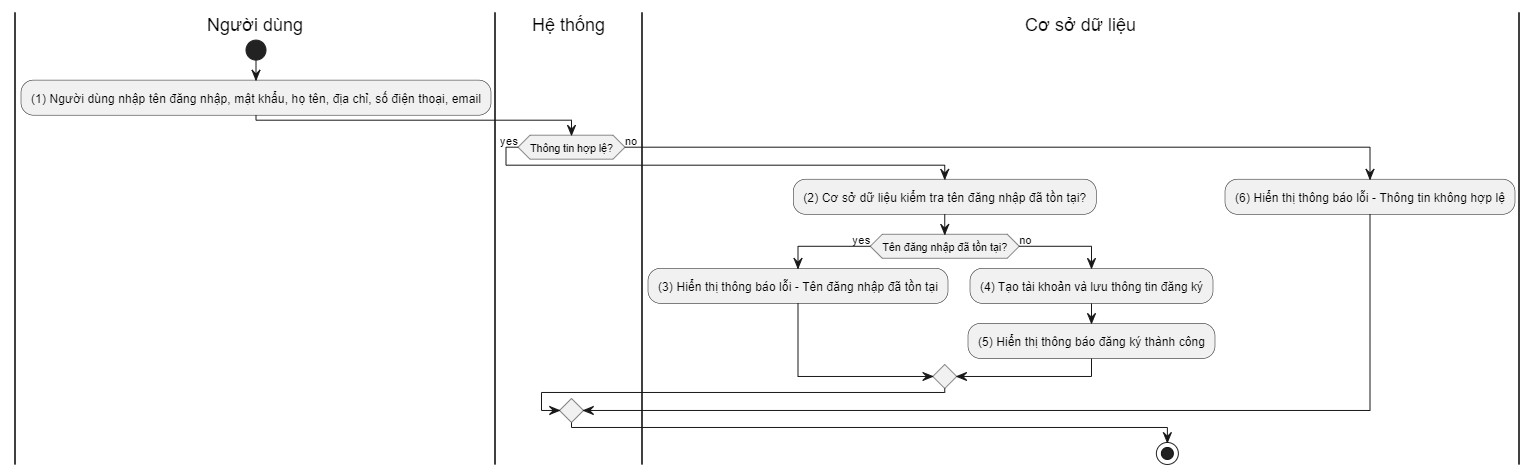 Người dùng
Hệ thống
Cơ sở dữ liệu
(1) Người dùng nhập tên đăng nhập, mật khẩu, họ tên, địa chỉ, số điện thoại, email
yes
Thông tin hợp lệ?
no
(2) Cơ sở dữ liệu kiểm tra tên đăng nhập đã tồn tại?
(6) Hiển thị thông báo lỗi - Thông tin không hợp lệ
yes
Tên đăng nhập đã tồn tại?
no
(3) Hiển thị thông báo lỗi - Tên đăng nhập đã tồn tại
(4) Tạo tài khoản và lưu thông tin đăng ký
(5) Hiển thị thông báo đăng ký thành công